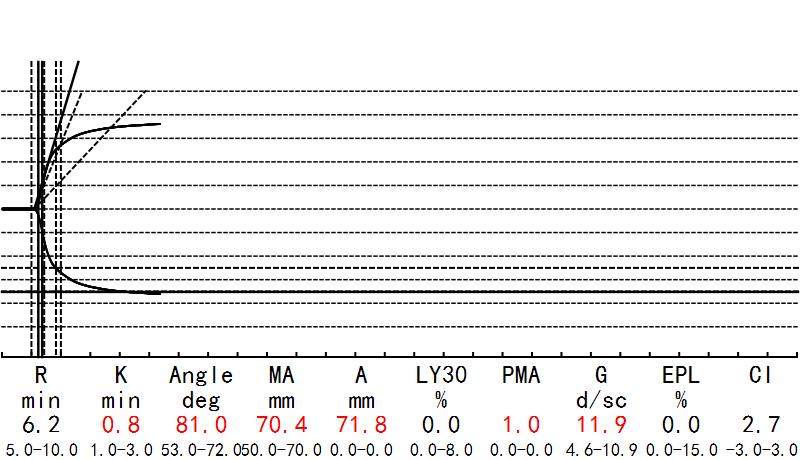 R K Angle MA A LY30 PMA G EPL CI
min min deg mm mm % d/sc %
6.2 0.8 81.0 70.4 71.8 0.0 1.0 11.9 0.0 2.7
5.0-10.0 1.0-3.0 53.0-72.0 50.0-70.0 0.0-0.0 0.0-8.0 0.0-0.0 4.6-10.9 0.0-15.0 -3.0-3.0